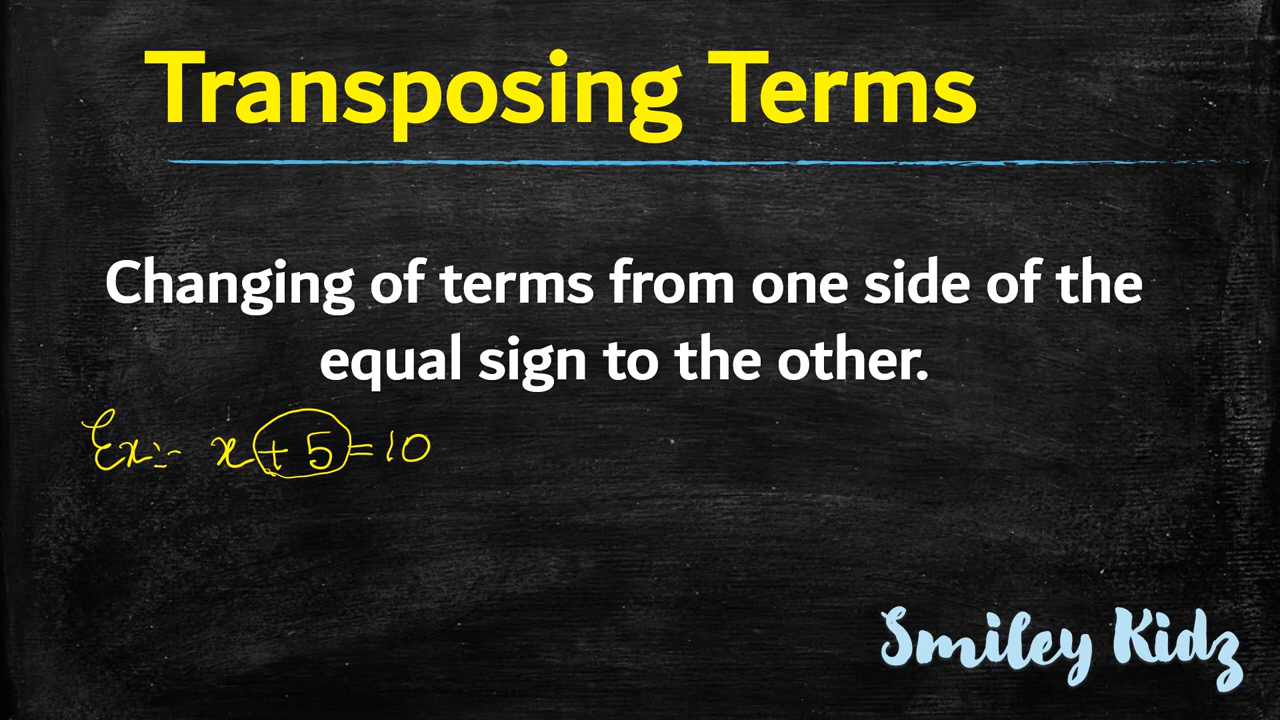 Transposing Terms
Changing of terms from one side of the
equal sign to the other.
Ex:- x + 5 = 10
Smiley Kidz